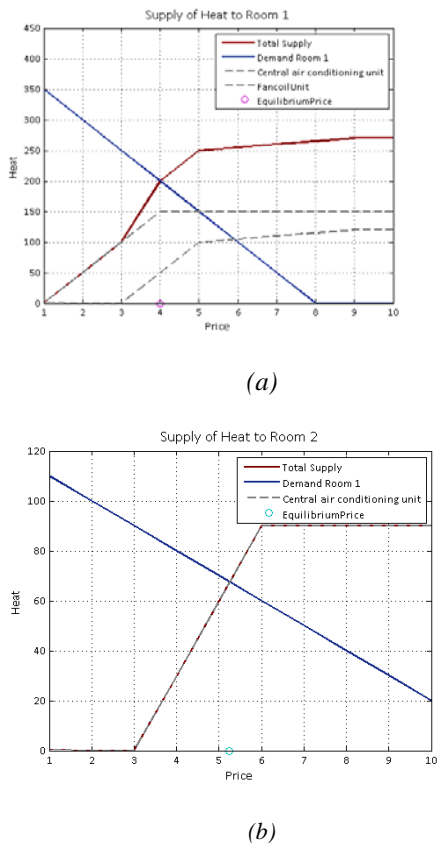 Supply of Heat to Room 1
450
400
350
300
250
200
150
100
50
0
Heat
Total Supply
Demand Room 1
Central air conditioning unit
FancoilUnit
EquilibriumPrice
1 2 3 4 5 6 7 8 9 10
Price
(a)
Supply of Heat to Room 2
120
100
80
60
40
20
0
Heat
Total Supply
Demand Room 1
Central air conditioning unit
EquilibriumPrice
1 2 3 4 5 6 7 8 9 10
Price
(b)